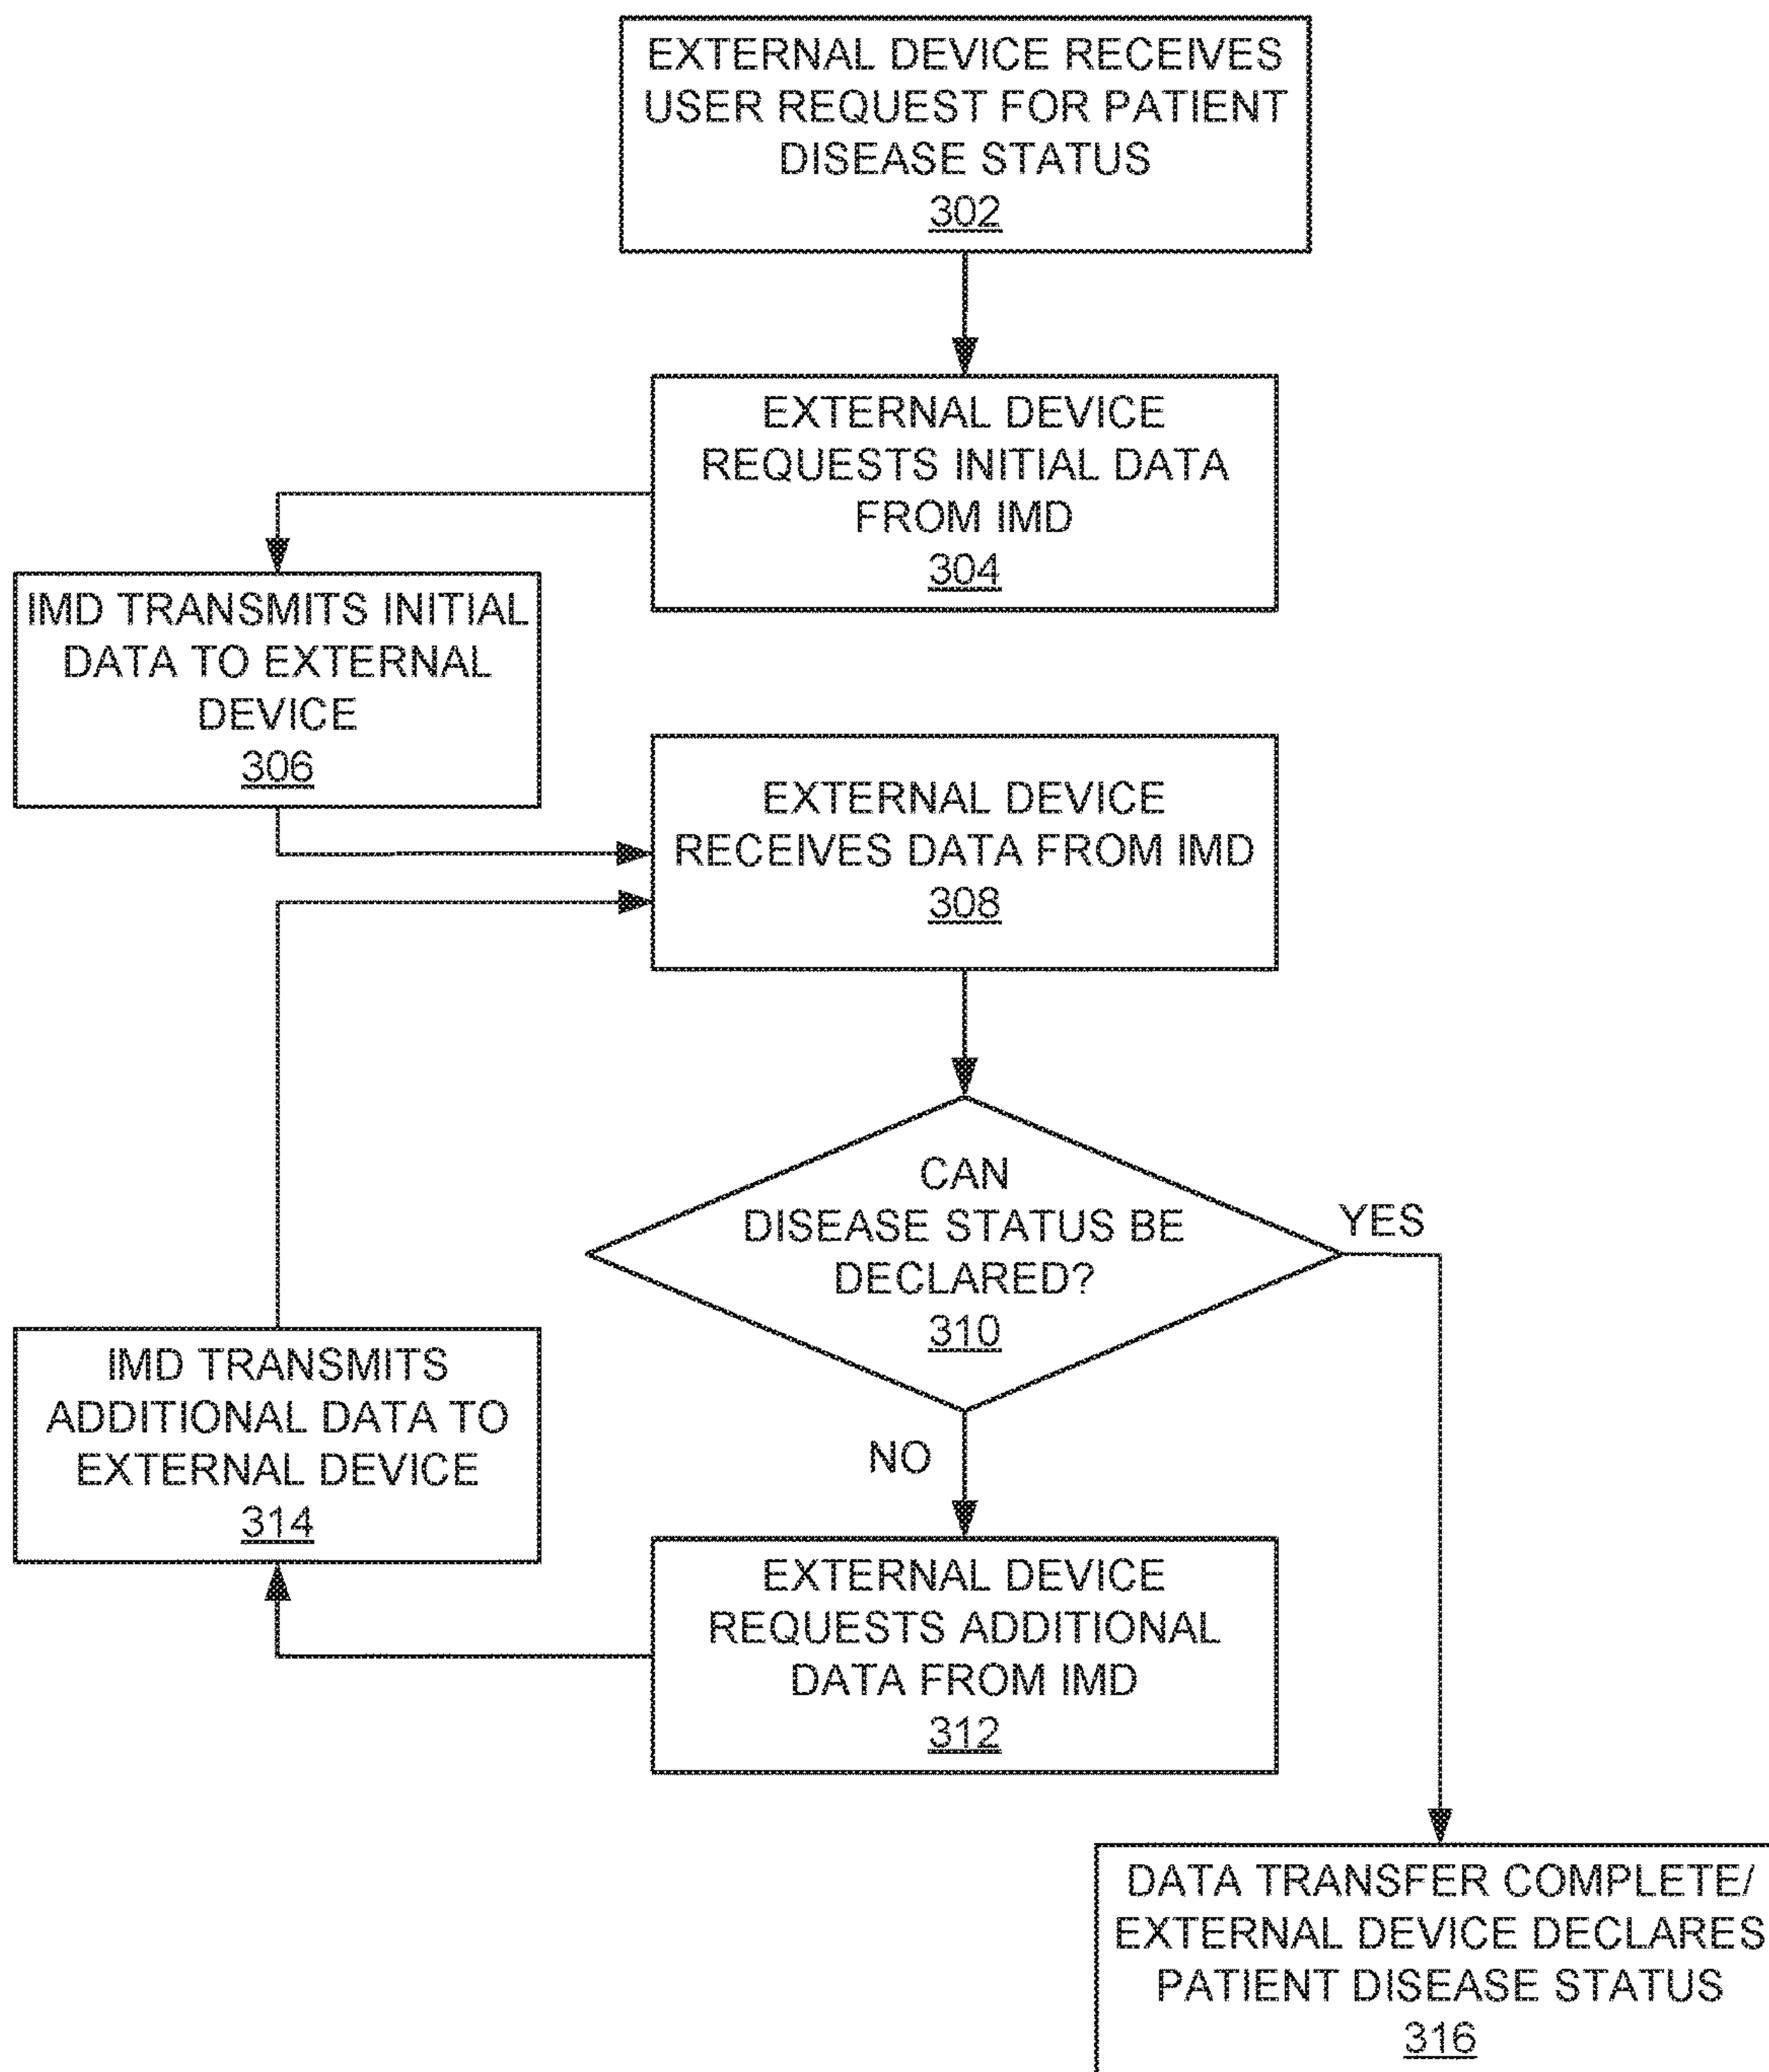 EXTERNAL DEVICE RECEIVES
USER REQUEST FOR PATIENT
DISEASE STATUS
302
EXTERNAL DEVICE
REQUESTS INITIAL DATA
FROM IMD
304
IMD TRANSMITS INITIAL
DATA TO EXTERNAL
DEVICE
306
EXTERNAL DEVICE
RECEIVES DATA FROM IMD
308
CAN
DISEASE STATUS BE
DECLARED?
310
YES
NO
EXTERNAL DEVICE
REQUESTS ADDITIONAL
DATA FROM IMD
312
IMD TRANSMITS
ADDITIONAL DATA TO
EXTERNAL DEVICE
314
DATA TRANSFER COMPLETE/
EXTERNAL DEVICE DECLARES
PATIENT DISEASE STATUS
316